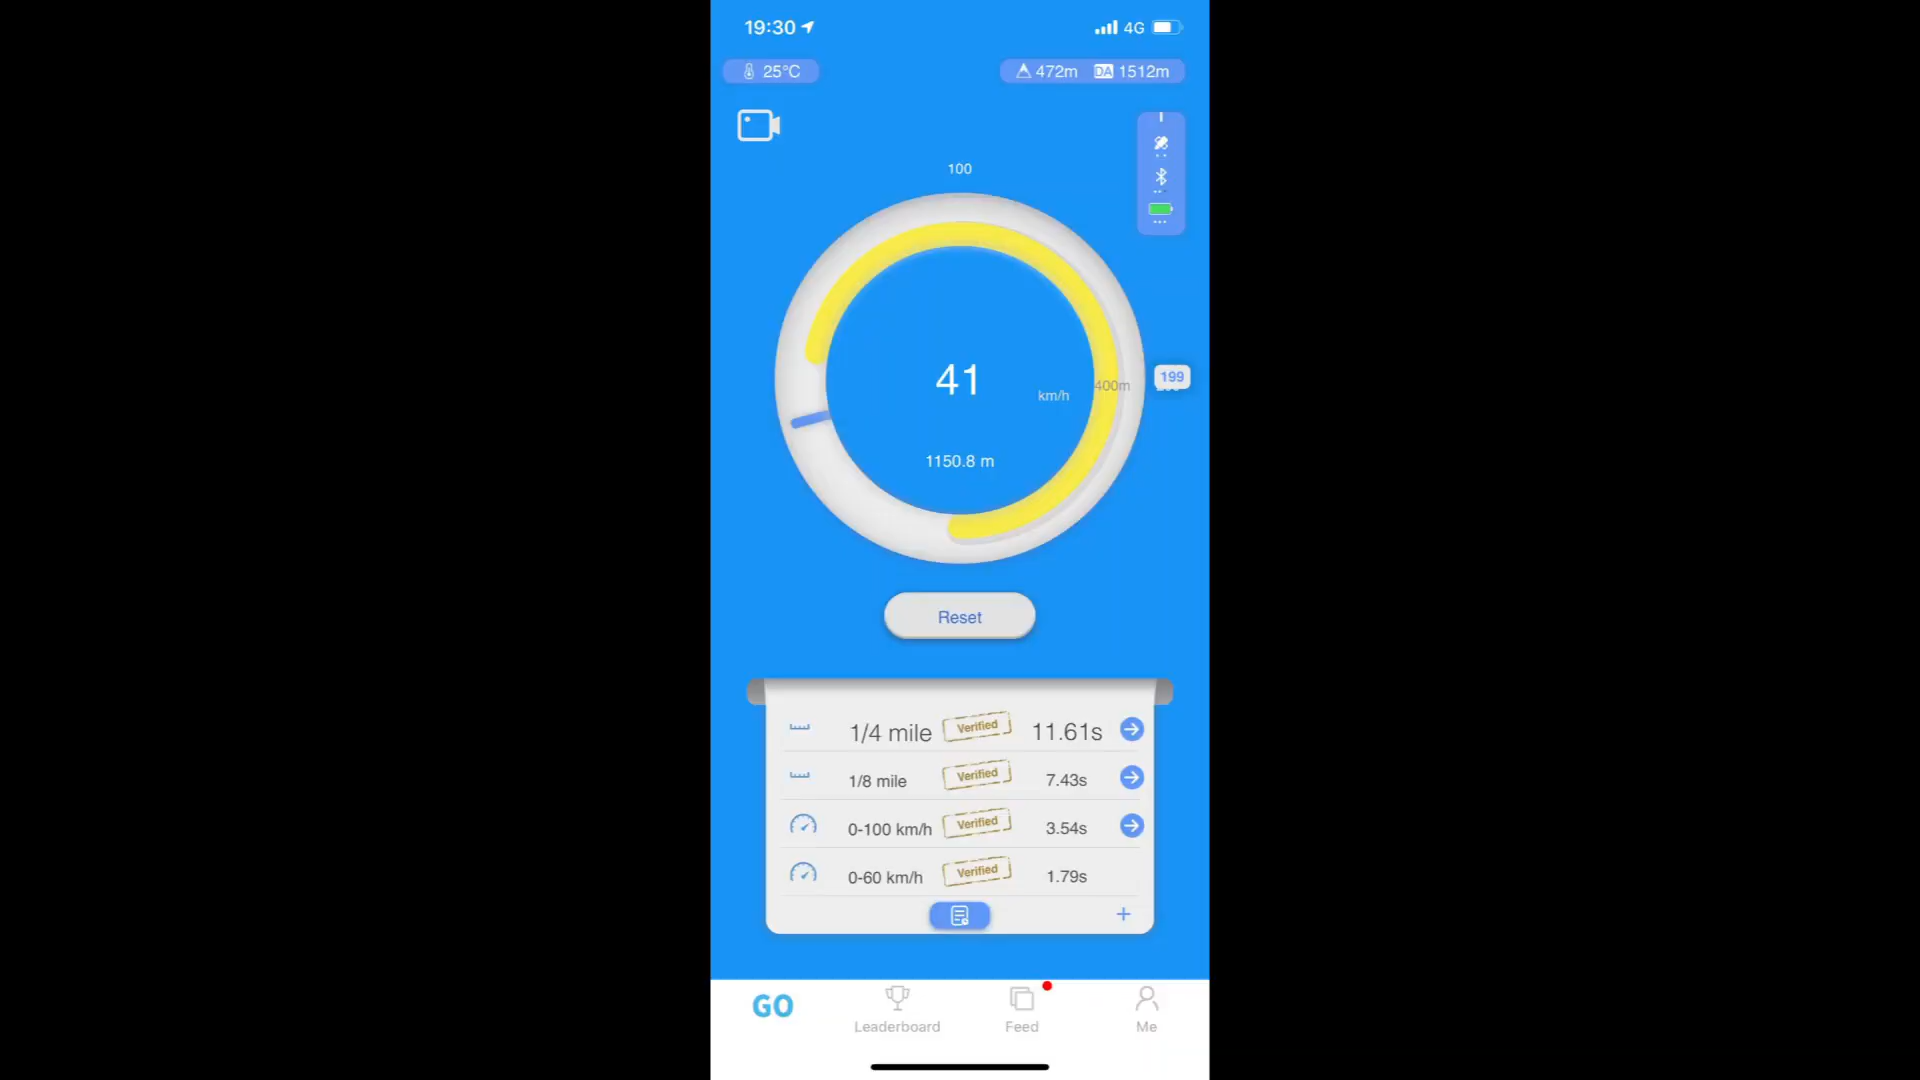 19:30 4G
25°C 472m DA 1512m
100
41
km/h
400m
199
1150.8 m
Reset
1/4 mile Verified 11.61s
1/8 mile Verified 7.43s
0-100 km/h Verified 3.54s
0-60 km/h Verified 1.79s
+
GO
Leaderboard
Feed
Me